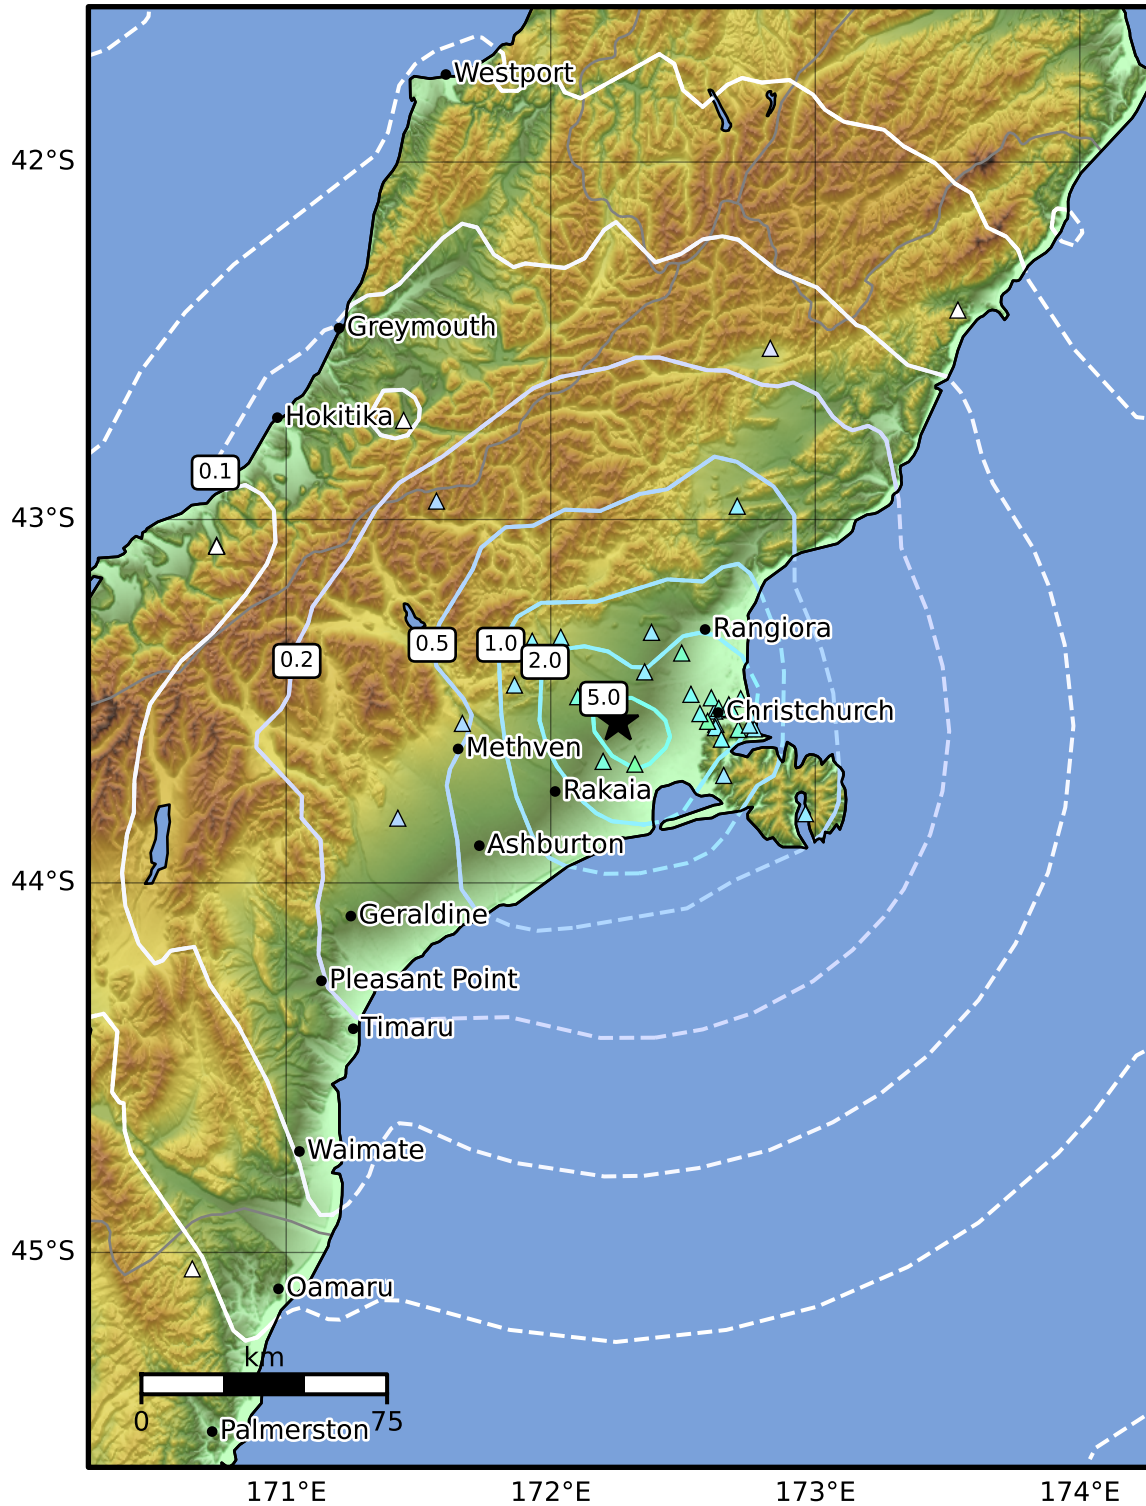 Westport
42°S
Greymouth
Hokitika
0.1
43°S
Rangiora
0.5
1.0
0.2
2.0
5.0
Christchurch
Methven
Rakaia
Ashburton
44°S
Geraldine
Pleasant Point
Timaru
Waimate
45°S
Oamaru
km
0
75
Palmerston
171°E
172°E
173°E
174°E